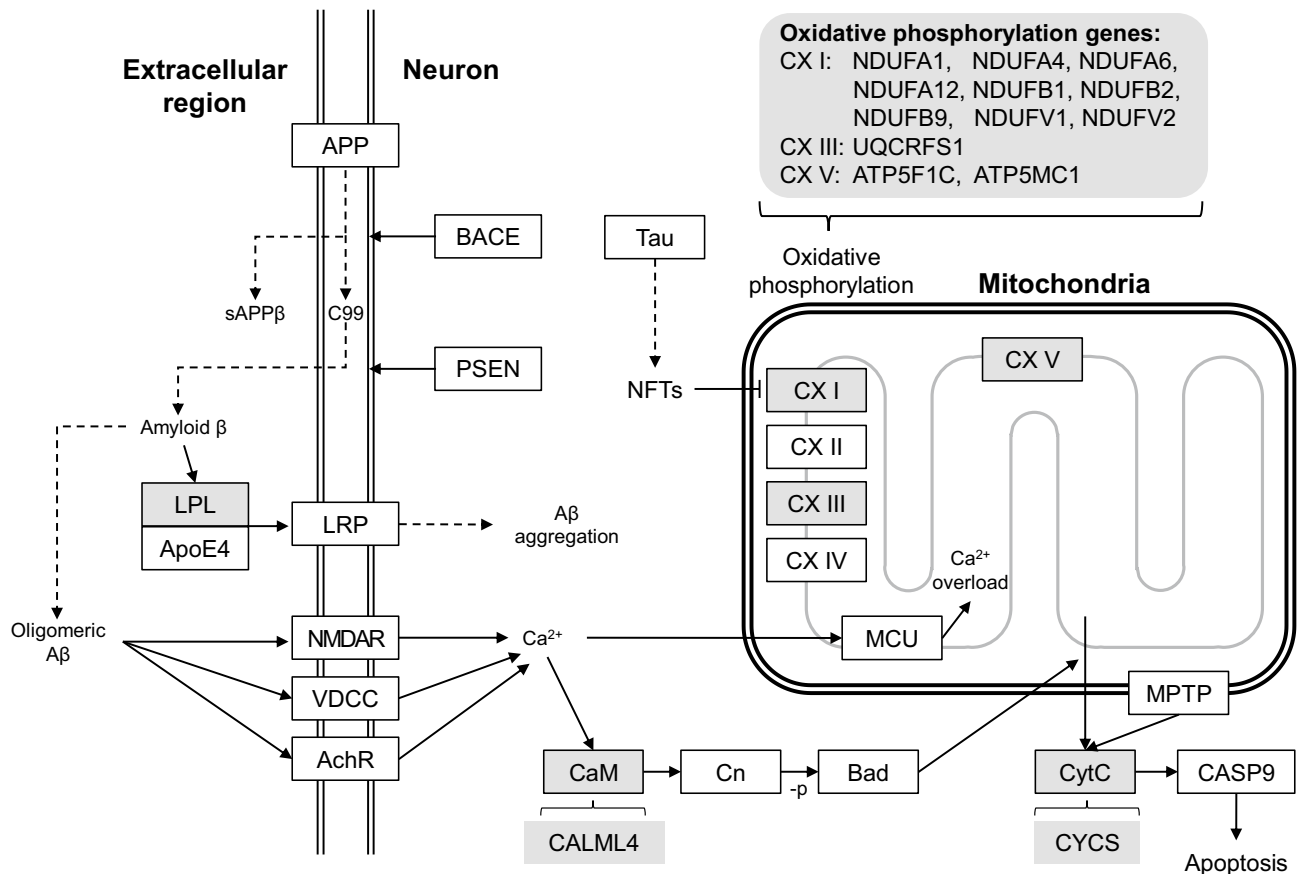 Oxidative phosphorylation genes:
CX I: NDUFA1, NDUFA4, NDUFA6,
NDUFA12, NDUFB1, NDUFB2,
NDUFB9, NDUFV1, NDUFV2
CX III: UQCRFS1
CX V: ATP5F1C, ATP5MC1
Extracellular
region
Neuron
APP
BACE
Tau
Oxidative
phosphorylation
Mitochondria
sAPPβ
C99
PSEN
NFTs
CX I
CX V
Amyloid β
CX II
LPL
ApoE4
LRP
Aβ
aggregation
CX III
CX IV
Ca²⁺
overload
Oligomeric
Aβ
NMDAR
Ca²⁺
MCU
VDCC
MPTP
AchR
CaM
Cn
-p
Bad
CytC
CASP9
CALML4
CYCS
Apoptosis